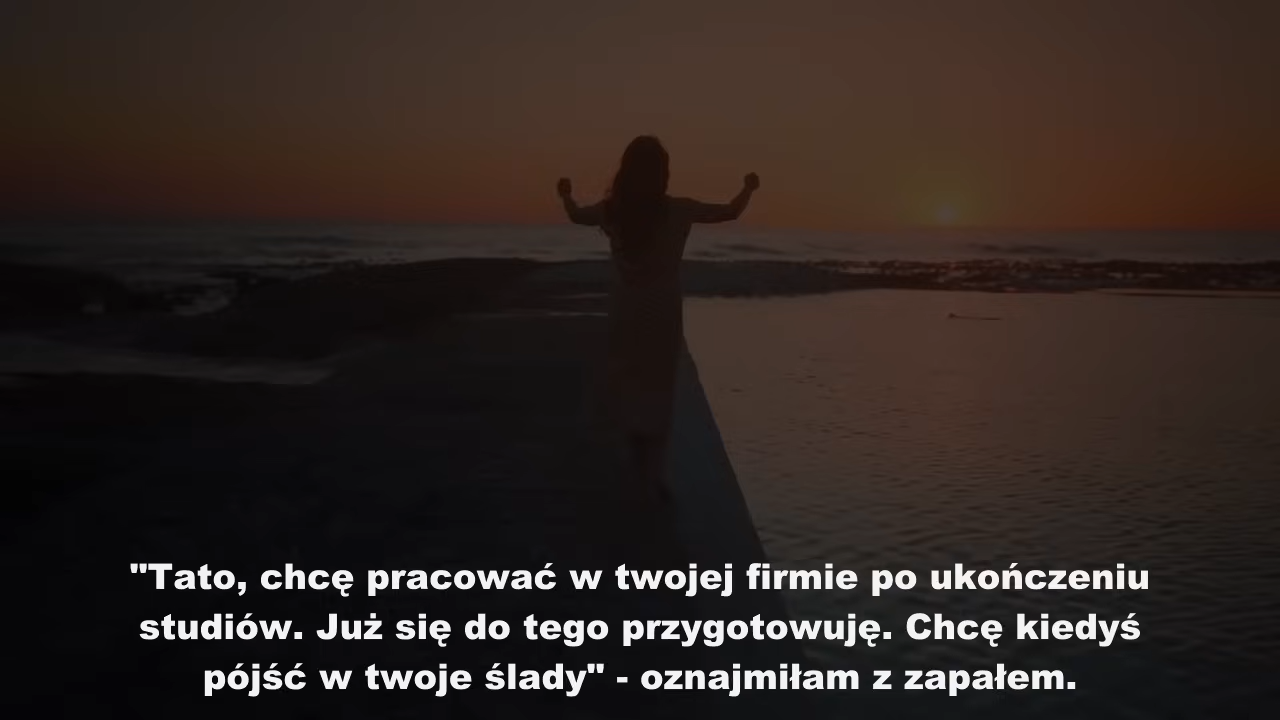 "Tato, chcę pracować w twojej firmie po ukończeniu
studiów. Już się do tego przygotowuję. Chcę kiedyś
pójść w twoje ślady" - oznajmiłam z zapałem.